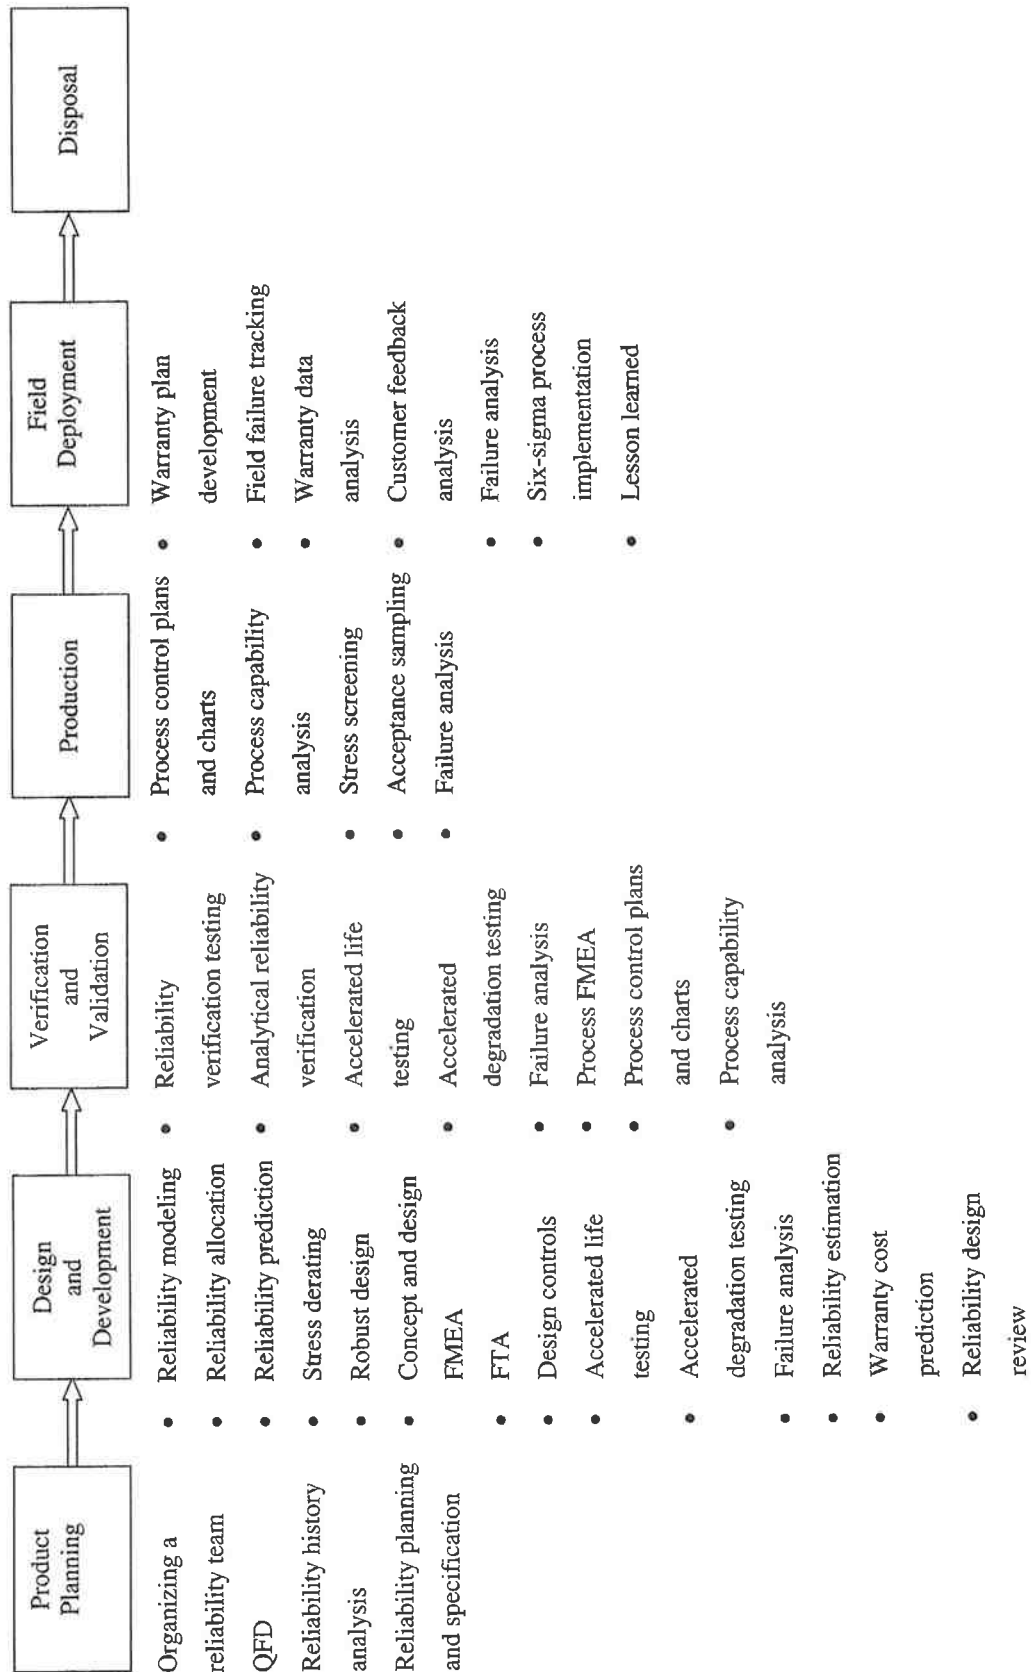 Product
Planning
Design
and
Development
Verification
and
Validation
Production
Field
Deployment
Disposal
Organizing a
reliability team
QFD
Reliability history
analysis
Reliability planning
and specification
• Reliability modeling
• Reliability allocation
• Reliability prediction
• Stress derating
• Robust design
• Concept and design
FMEA
• FTA
• Design controls
• Accelerated life
testing
• Accelerated
degradation testing
• Failure analysis
• Reliability estimation
• Warranty cost
prediction
• Reliability design
review
• Reliability
verification testing
• Analytical reliability
verification
• Accelerated life
testing
• Accelerated
degradation testing
• Failure analysis
• Process FMEA
• Process control plans
and charts
• Process capability
analysis
• Process control plans
and charts
• Process capability
analysis
• Stress screening
• Acceptance sampling
• Failure analysis
• Warranty plan
development
• Field failure tracking
• Warranty data
analysis
• Customer feedback
analysis
• Failure analysis
• Six-sigma process
implementation
• Lesson learned